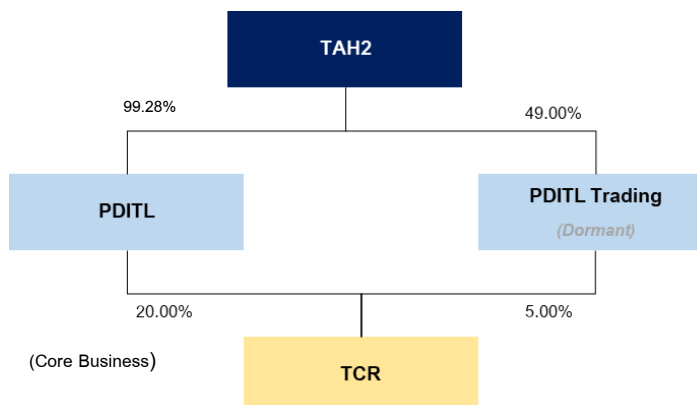 TAH2
99.28%
49.00%
PDITL
PDITL Trading
(Dormant)
20.00%
5.00%
(Core Business)
TCR